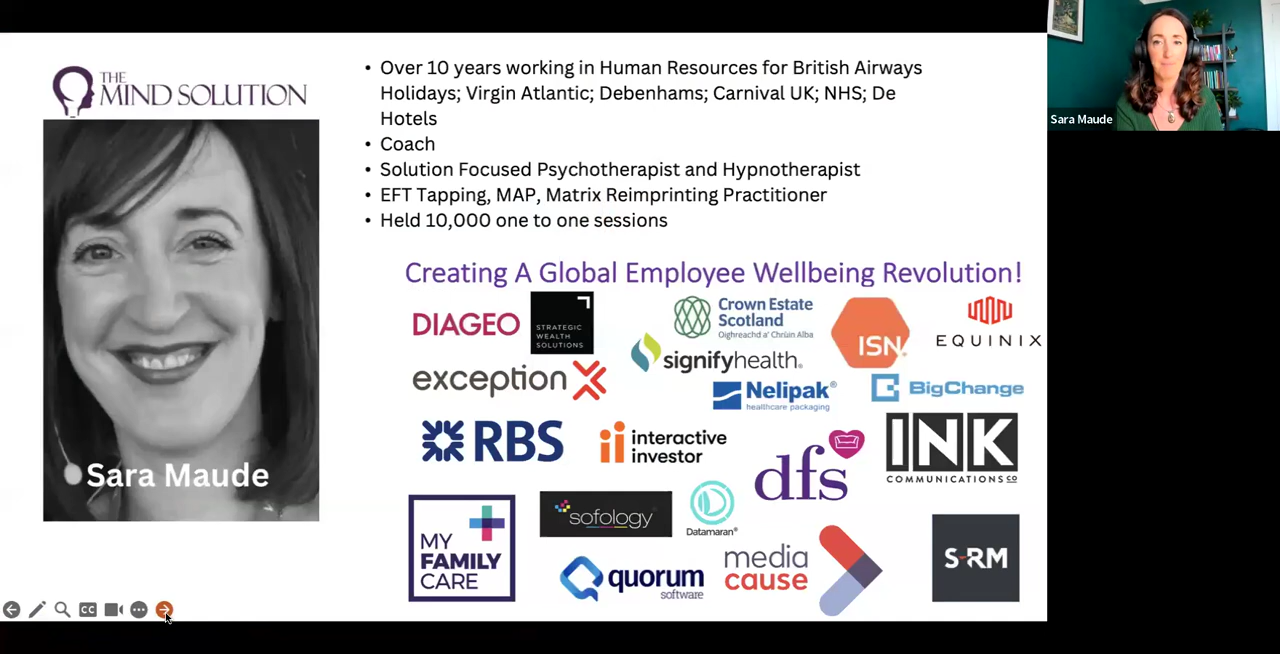 THE
MIND SOLUTION
Sara Maude
• Over 10 years working in Human Resources for British Airways
Holidays; Virgin Atlantic; Debenhams; Carnival UK; NHS; De
Hotels
• Coach
• Solution Focused Psychotherapist and Hypnotherapist
• EFT Tapping, MAP, Matrix Reimprinting Practitioner
• Held 10,000 one to one sessions
Creating A Global Employee Wellbeing Revolution!
DIAGEO
STRATEGIC
WEALTH
SOLUTIONS
Crown Estate
Scotland
Oighreachd a' Chrùin Alba
ISN®
EQUINIX
exception
signifyhealth®
Nelipak®
healthcare packaging
BigChange
RBS
interactive
investor
dfs
INK
COMMUNICATIONS CO
MY
FAMILY
CARE
sofology
Datamaran®
quorum
software
media
cause
S-RM
CC
Sara Maude